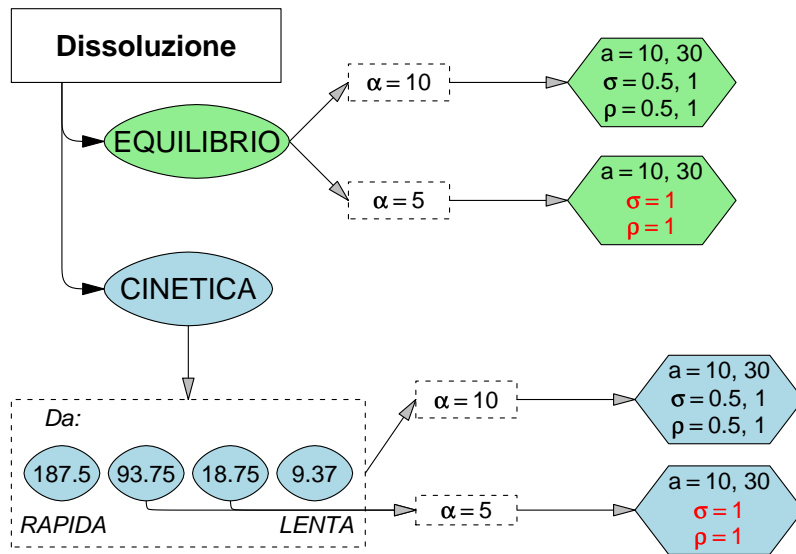 Dissoluzione
α = 10
a = 10, 30
σ = 0.5, 1
ρ = 0.5, 1
EQUILIBRIO
α = 5
a = 10, 30
σ = 1
ρ = 1
CINETICA
α = 10
a = 10, 30
σ = 0.5, 1
ρ = 0.5, 1
Da:
187.5 93.75 18.75 9.37
RAPIDA LENTA
α = 5
a = 10, 30
σ = 1
ρ = 1